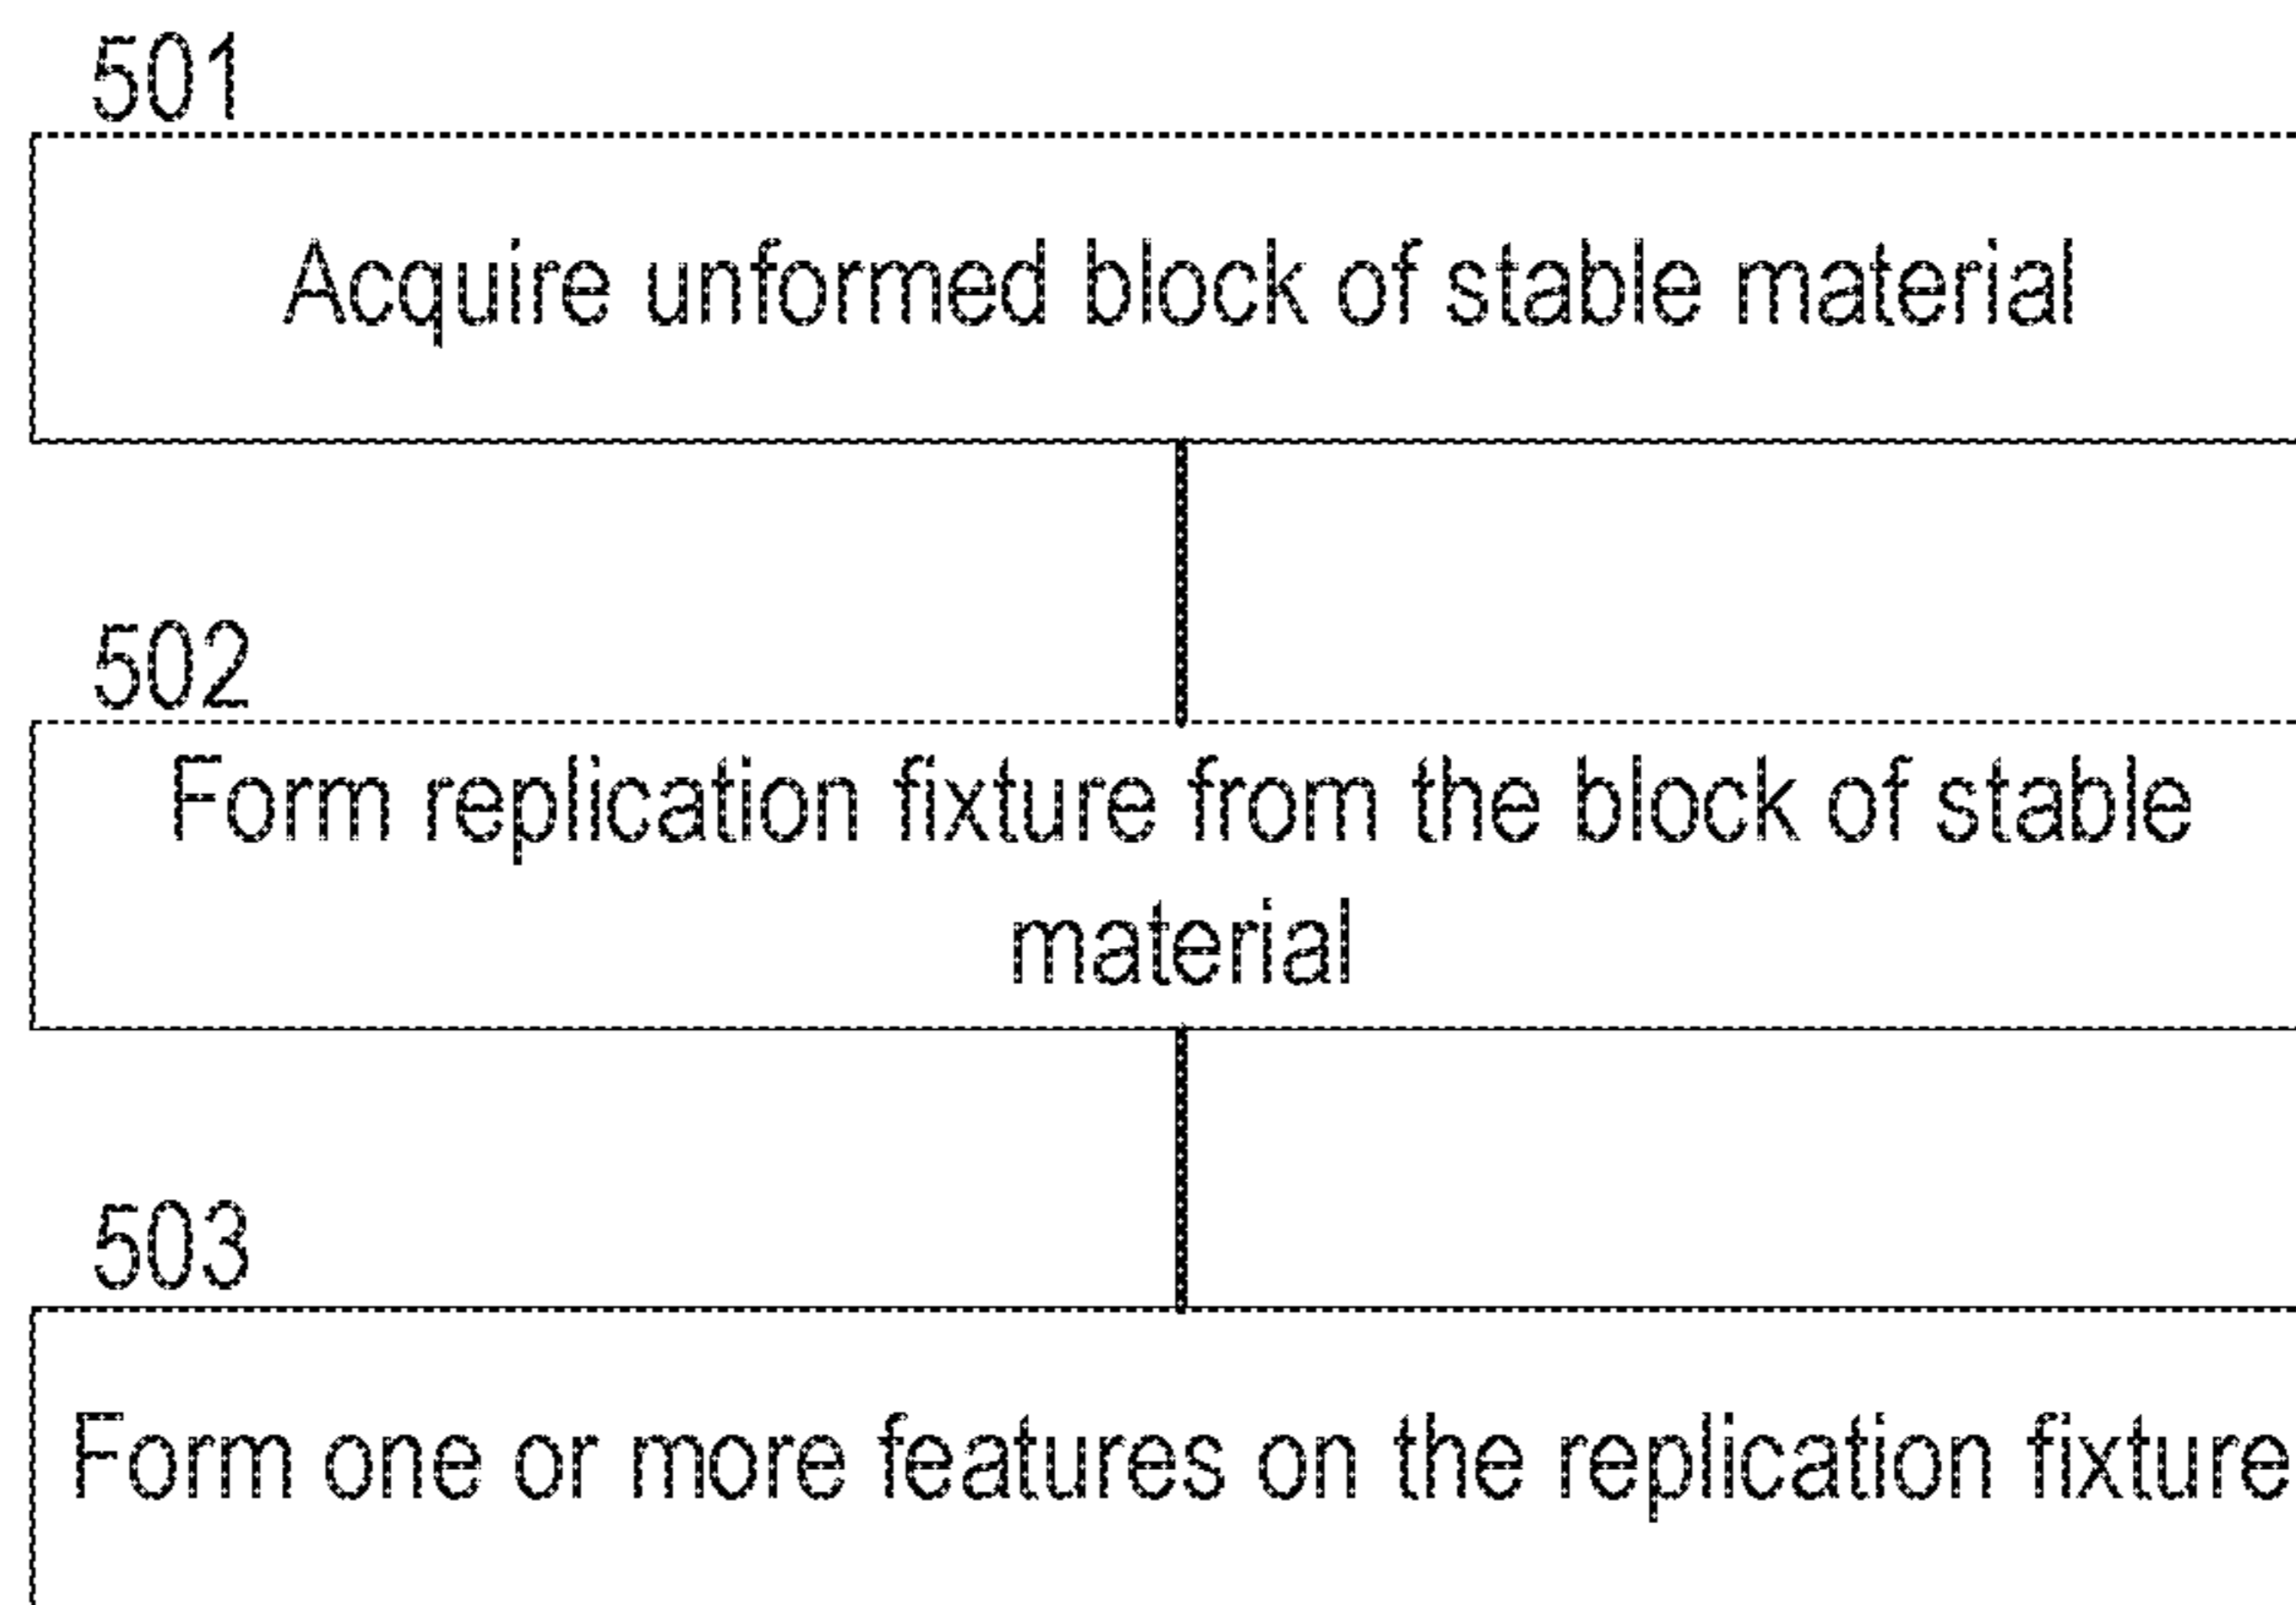 501
Acquire unformed block of stable material
502
Form replication fixture from the block of stable
material
503
Form one or more features on the replication fixture